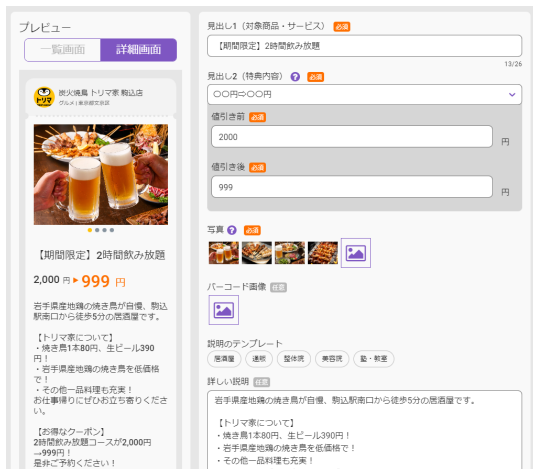 プレビュー
一覧画面
詳細画面
トリマ
炭火焼鳥 トリマ家 駒込店
グルメ | 東京都文京区
【期間限定】2時間飲み放題
2,000 円 ▶ 999 円
岩手県産地鶏の焼き鳥が自慢、駒込
駅南口から徒歩5分の居酒屋です。
【トリマ家について】
・焼き鳥1本80円、生ビール390
円！
・岩手県産地鶏の焼き鳥を低価格
で！
・その他一品料理も充実！
お仕事帰りにぜひお立ち寄りくださ
い。
【お得なクーポン】
2時間飲み放題コースが2,000円
→999円！
是非ご予約ください！
見出し1（対象商品・サービス） 必須
【期間限定】2時間飲み放題
13/26
見出し2（特典内容） ? 必須
〇〇円⇨〇〇円
値引き前 必須
2000
円
値引き後 必須
999
円
写真 ? 必須
バーコード画像 任意
説明のテンプレート
居酒屋
通販
整体院
美容院
塾・教室
詳しい説明 任意
岩手県産地鶏の焼き鳥が自慢、駒込駅南口から徒歩5分の居酒屋です。
【トリマ家について】
・焼き鳥1本80円、生ビール390円！
・岩手県産地鶏の焼き鳥を低価格で！
・その他一品料理も充実！